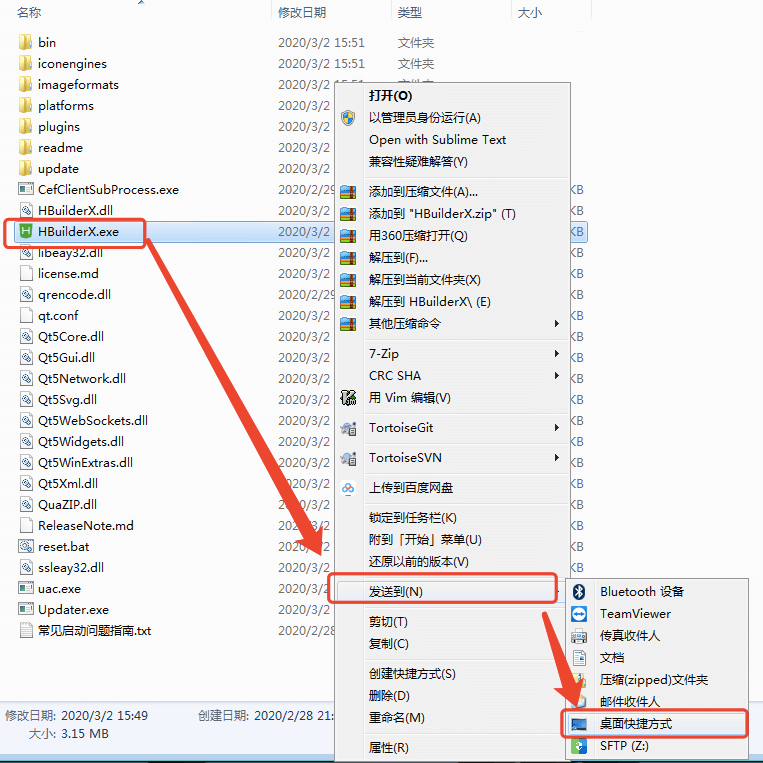 名称 修改日期 类型 大小
bin 2020/3/2 15:51 文件夹
iconengines 2020/3/2 15:51 文件夹
imageformats 2020/3/2 15:51 文件夹
platforms 2020/3/2
plugins 2020/3/2
readme 2020/3/2
update 2020/3/2
CefClientSubProcess.exe 2020/2/29 KB
HBuilderX.dll 2020/3/2 KB
HBuilderX.exe 2020/3/2 KB
libeay32.dll 2020/3/2 KB
license.md 2020/3/2 KB
qrencode.dll 2020/2/29 KB
qt.conf 2020/3/2 KB
Qt5Core.dll 2020/3/2 KB
Qt5Gui.dll 2020/3/2 KB
Qt5Network.dll 2020/3/2 KB
Qt5Svg.dll 2020/3/2 KB
Qt5WebSockets.dll 2020/3/2 KB
Qt5Widgets.dll 2020/3/2 KB
Qt5WinExtras.dll 2020/3/2 KB
Qt5Xml.dll 2020/3/2 KB
QuaZIP.dll 2020/3/2 KB
ReleaseNote.md 2020/3/2 KB
reset.bat 2020/3/2 KB
ssleay32.dll 2020/3/2 KB
uac.exe 2020/3/2
Updater.exe 2020/3/2
常见启动问题指南.txt 2020/2/28
修改日期: 2020/3/2 15:49 创建日期: 2020/2/28 21:
大小: 3.15 MB
打开(O)
以管理员身份运行(A)
Open with Sublime Text
兼容性疑难解答(Y)
添加到压缩文件(A)...
添加到 "HBuilderX.zip" (T)
用360压缩打开(Q)
解压到(F)...
解压到当前文件夹(X)
解压到 HBuilderX\ (E)
其他压缩命令
7-Zip
CRC SHA
用 Vim 编辑(V)
TortoiseGit
TortoiseSVN
上传到百度网盘
锁定到任务栏(K)
附到「开始」菜单(U)
还原以前的版本(V)
发送到(N)
剪切(T)
复制(C)
创建快捷方式(S)
删除(D)
重命名(M)
属性(R)
Bluetooth 设备
TeamViewer
传真收件人
文档
压缩(zipped)文件夹
邮件收件人
桌面快捷方式
SFTP (Z:)